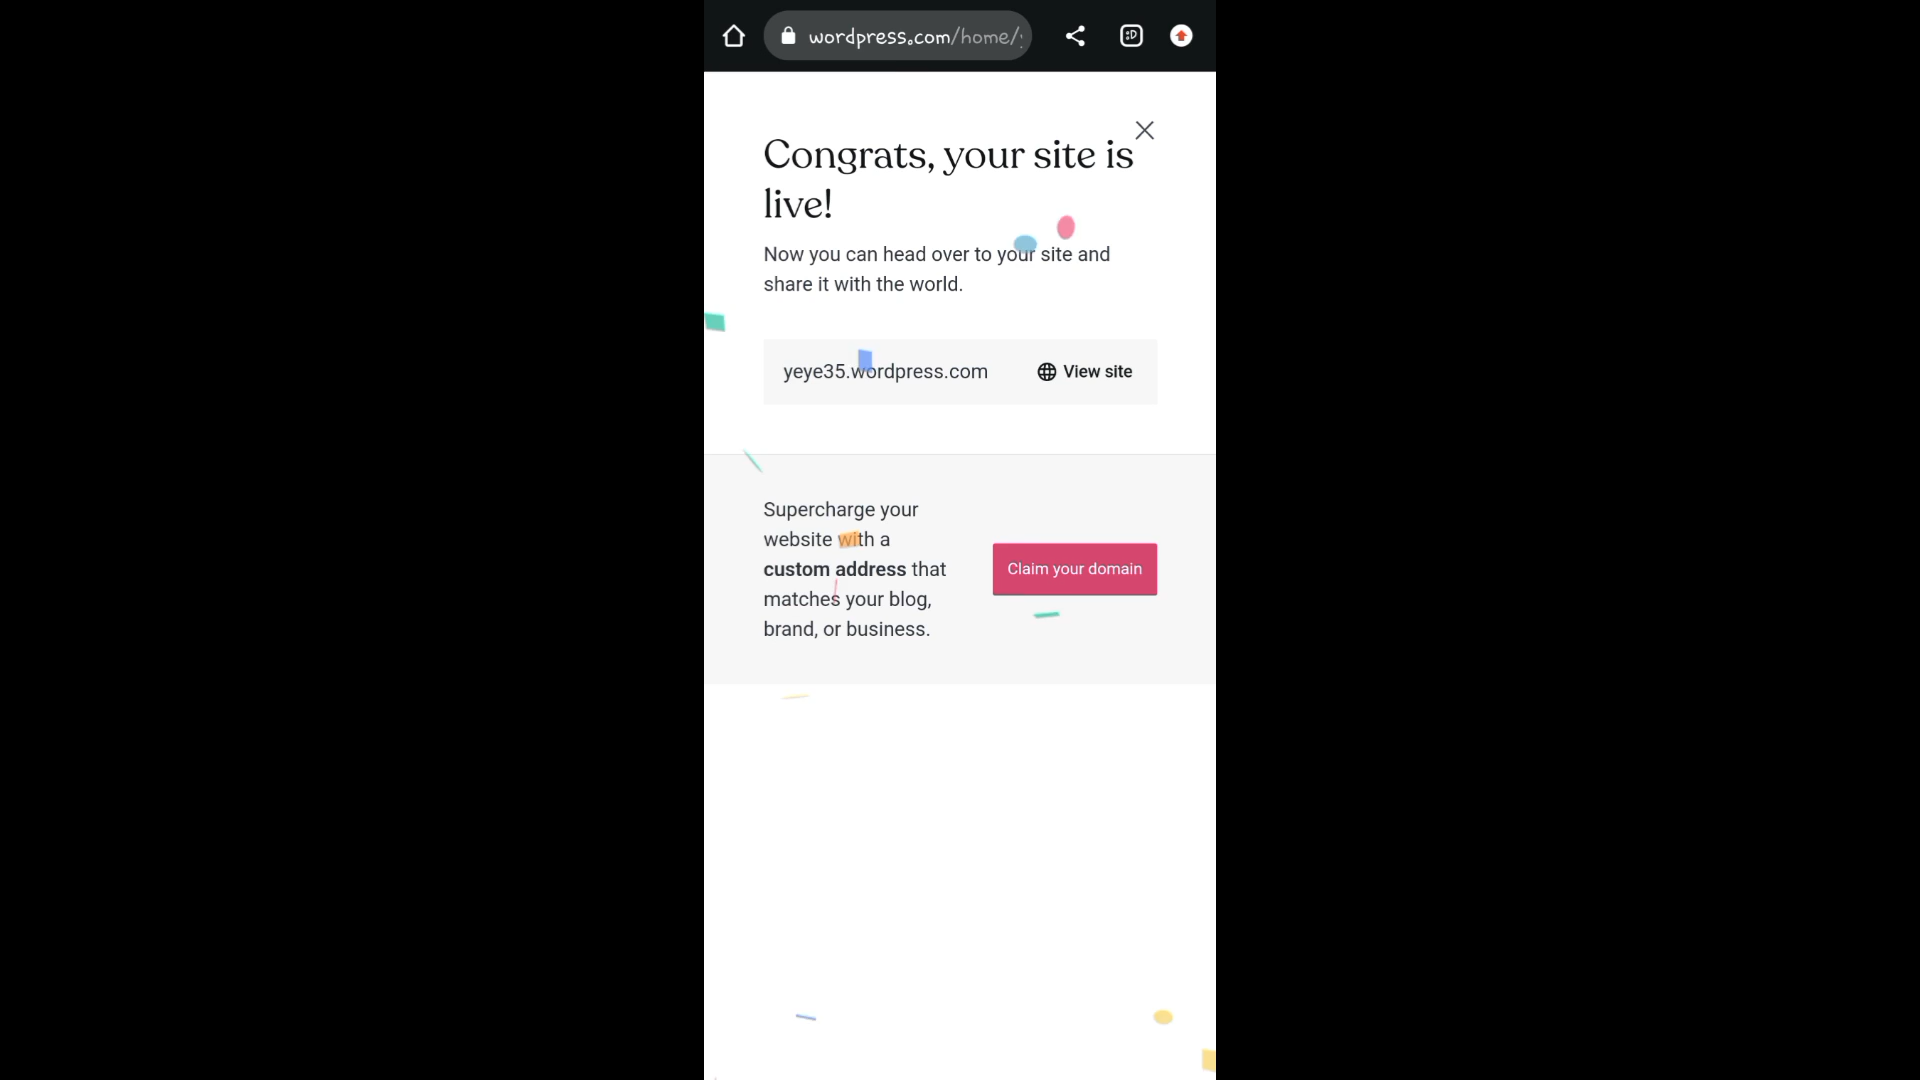 wordpress.com/home/
:D
Congrats, your site is
live!
Now you can head over to your site and
share it with the world.
yeye35.wordpress.com
View site
Supercharge your
website with a
custom address that
matches your blog,
brand, or business.
Claim your domain